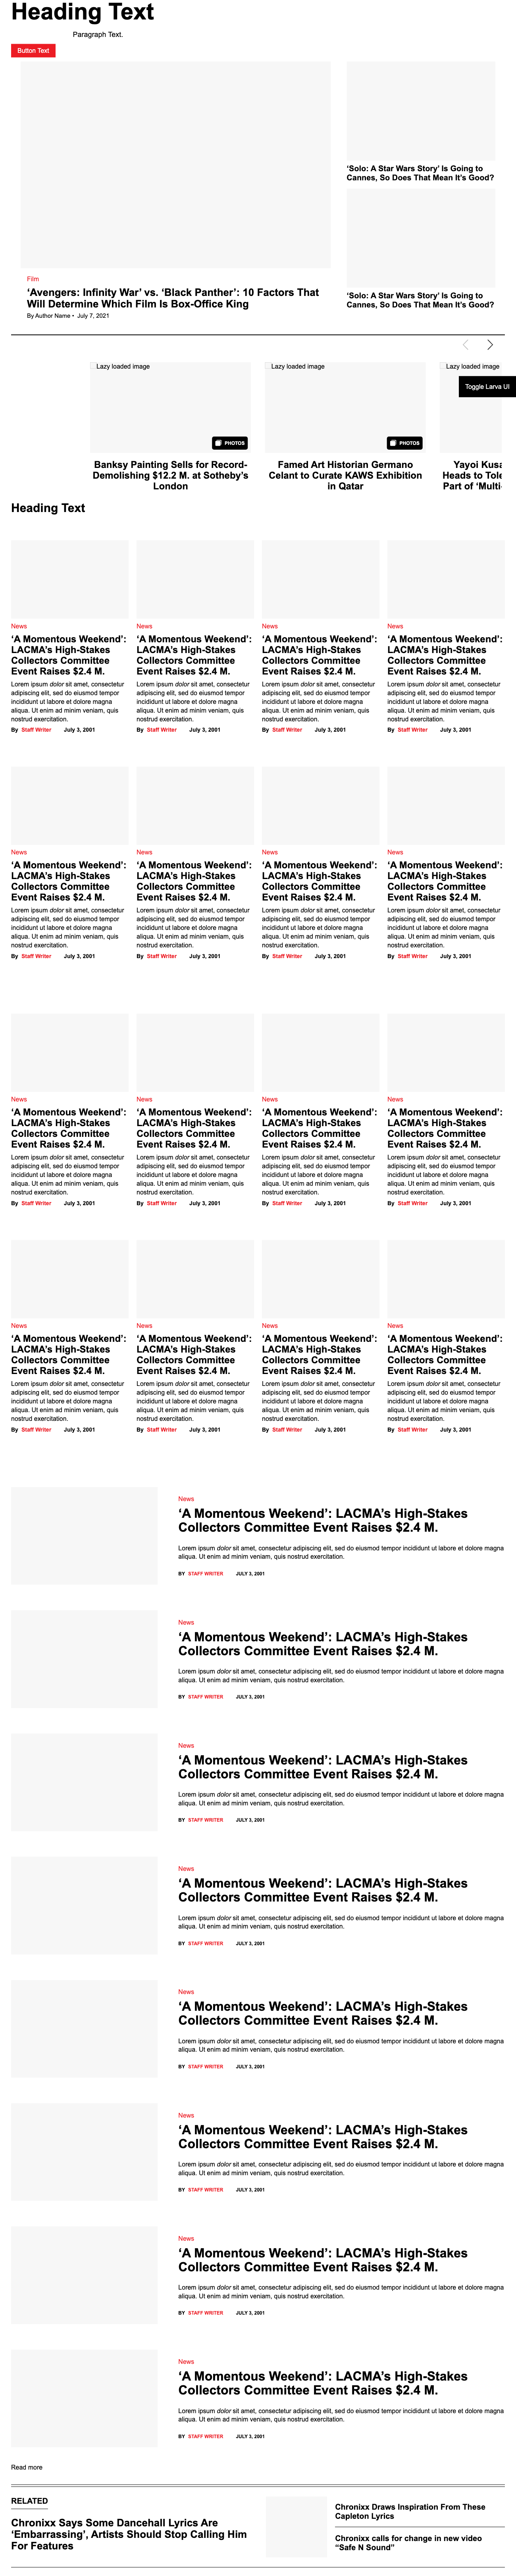 Heading Text
Paragraph Text.
Button Text
Film
‘Avengers: Infinity War’ vs. ‘Black Panther’: 10 Factors That
Will Determine Which Film Is Box-Office King
By Author Name • July 7, 2021
‘Solo: A Star Wars Story’ Is Going to
Cannes, So Does That Mean It’s Good?
‘Solo: A Star Wars Story’ Is Going to
Cannes, So Does That Mean It’s Good?
Lazy loaded image
PHOTOS
Banksy Painting Sells for Record-
Demolishing $12.2 M. at Sotheby’s
London
Lazy loaded image
PHOTOS
Famed Art Historian Germano
Celant to Curate KAWS Exhibition
in Qatar
Lazy loaded image
Toggle Larva UI
Yayoi Kusa
Heads to Tole
Part of ‘Multi-
Heading Text
News
‘A Momentous Weekend’:
LACMA’s High-Stakes
Collectors Committee
Event Raises $2.4 M.
Lorem ipsum dolor sit amet, consectetur
adipiscing elit, sed do eiusmod tempor
incididunt ut labore et dolore magna
aliqua. Ut enim ad minim veniam, quis
nostrud exercitation.
By Staff Writer July 3, 2001
News
‘A Momentous Weekend’:
LACMA’s High-Stakes
Collectors Committee
Event Raises $2.4 M.
Lorem ipsum dolor sit amet, consectetur
adipiscing elit, sed do eiusmod tempor
incididunt ut labore et dolore magna
aliqua. Ut enim ad minim veniam, quis
nostrud exercitation.
By Staff Writer July 3, 2001
News
‘A Momentous Weekend’:
LACMA’s High-Stakes
Collectors Committee
Event Raises $2.4 M.
Lorem ipsum dolor sit amet, consectetur
adipiscing elit, sed do eiusmod tempor
incididunt ut labore et dolore magna
aliqua. Ut enim ad minim veniam, quis
nostrud exercitation.
By Staff Writer July 3, 2001
News
‘A Momentous Weekend’:
LACMA’s High-Stakes
Collectors Committee
Event Raises $2.4 M.
Lorem ipsum dolor sit amet, consectetur
adipiscing elit, sed do eiusmod tempor
incididunt ut labore et dolore magna
aliqua. Ut enim ad minim veniam, quis
nostrud exercitation.
By Staff Writer July 3, 2001
News
‘A Momentous Weekend’:
LACMA’s High-Stakes
Collectors Committee
Event Raises $2.4 M.
Lorem ipsum dolor sit amet, consectetur
adipiscing elit, sed do eiusmod tempor
incididunt ut labore et dolore magna
aliqua. Ut enim ad minim veniam, quis
nostrud exercitation.
By Staff Writer July 3, 2001
News
‘A Momentous Weekend’:
LACMA’s High-Stakes
Collectors Committee
Event Raises $2.4 M.
Lorem ipsum dolor sit amet, consectetur
adipiscing elit, sed do eiusmod tempor
incididunt ut labore et dolore magna
aliqua. Ut enim ad minim veniam, quis
nostrud exercitation.
By Staff Writer July 3, 2001
News
‘A Momentous Weekend’:
LACMA’s High-Stakes
Collectors Committee
Event Raises $2.4 M.
Lorem ipsum dolor sit amet, consectetur
adipiscing elit, sed do eiusmod tempor
incididunt ut labore et dolore magna
aliqua. Ut enim ad minim veniam, quis
nostrud exercitation.
By Staff Writer July 3, 2001
News
‘A Momentous Weekend’:
LACMA’s High-Stakes
Collectors Committee
Event Raises $2.4 M.
Lorem ipsum dolor sit amet, consectetur
adipiscing elit, sed do eiusmod tempor
incididunt ut labore et dolore magna
aliqua. Ut enim ad minim veniam, quis
nostrud exercitation.
By Staff Writer July 3, 2001
News
‘A Momentous Weekend’:
LACMA’s High-Stakes
Collectors Committee
Event Raises $2.4 M.
Lorem ipsum dolor sit amet, consectetur
adipiscing elit, sed do eiusmod tempor
incididunt ut labore et dolore magna
aliqua. Ut enim ad minim veniam, quis
nostrud exercitation.
By Staff Writer July 3, 2001
News
‘A Momentous Weekend’:
LACMA’s High-Stakes
Collectors Committee
Event Raises $2.4 M.
Lorem ipsum dolor sit amet, consectetur
adipiscing elit, sed do eiusmod tempor
incididunt ut labore et dolore magna
aliqua. Ut enim ad minim veniam, quis
nostrud exercitation.
By Staff Writer July 3, 2001
News
‘A Momentous Weekend’:
LACMA’s High-Stakes
Collectors Committee
Event Raises $2.4 M.
Lorem ipsum dolor sit amet, consectetur
adipiscing elit, sed do eiusmod tempor
incididunt ut labore et dolore magna
aliqua. Ut enim ad minim veniam, quis
nostrud exercitation.
By Staff Writer July 3, 2001
News
‘A Momentous Weekend’:
LACMA’s High-Stakes
Collectors Committee
Event Raises $2.4 M.
Lorem ipsum dolor sit amet, consectetur
adipiscing elit, sed do eiusmod tempor
incididunt ut labore et dolore magna
aliqua. Ut enim ad minim veniam, quis
nostrud exercitation.
By Staff Writer July 3, 2001
News
‘A Momentous Weekend’:
LACMA’s High-Stakes
Collectors Committee
Event Raises $2.4 M.
Lorem ipsum dolor sit amet, consectetur
adipiscing elit, sed do eiusmod tempor
incididunt ut labore et dolore magna
aliqua. Ut enim ad minim veniam, quis
nostrud exercitation.
By Staff Writer July 3, 2001
News
‘A Momentous Weekend’:
LACMA’s High-Stakes
Collectors Committee
Event Raises $2.4 M.
Lorem ipsum dolor sit amet, consectetur
adipiscing elit, sed do eiusmod tempor
incididunt ut labore et dolore magna
aliqua. Ut enim ad minim veniam, quis
nostrud exercitation.
By Staff Writer July 3, 2001
News
‘A Momentous Weekend’:
LACMA’s High-Stakes
Collectors Committee
Event Raises $2.4 M.
Lorem ipsum dolor sit amet, consectetur
adipiscing elit, sed do eiusmod tempor
incididunt ut labore et dolore magna
aliqua. Ut enim ad minim veniam, quis
nostrud exercitation.
By Staff Writer July 3, 2001
News
‘A Momentous Weekend’:
LACMA’s High-Stakes
Collectors Committee
Event Raises $2.4 M.
Lorem ipsum dolor sit amet, consectetur
adipiscing elit, sed do eiusmod tempor
incididunt ut labore et dolore magna
aliqua. Ut enim ad minim veniam, quis
nostrud exercitation.
By Staff Writer July 3, 2001
News
‘A Momentous Weekend’: LACMA’s High-Stakes
Collectors Committee Event Raises $2.4 M.
Lorem ipsum dolor sit amet, consectetur adipiscing elit, sed do eiusmod tempor incididunt ut labore et dolore magna
aliqua. Ut enim ad minim veniam, quis nostrud exercitation.
BY STAFF WRITER JULY 3, 2001
News
‘A Momentous Weekend’: LACMA’s High-Stakes
Collectors Committee Event Raises $2.4 M.
Lorem ipsum dolor sit amet, consectetur adipiscing elit, sed do eiusmod tempor incididunt ut labore et dolore magna
aliqua. Ut enim ad minim veniam, quis nostrud exercitation.
BY STAFF WRITER JULY 3, 2001
News
‘A Momentous Weekend’: LACMA’s High-Stakes
Collectors Committee Event Raises $2.4 M.
Lorem ipsum dolor sit amet, consectetur adipiscing elit, sed do eiusmod tempor incididunt ut labore et dolore magna
aliqua. Ut enim ad minim veniam, quis nostrud exercitation.
BY STAFF WRITER JULY 3, 2001
News
‘A Momentous Weekend’: LACMA’s High-Stakes
Collectors Committee Event Raises $2.4 M.
Lorem ipsum dolor sit amet, consectetur adipiscing elit, sed do eiusmod tempor incididunt ut labore et dolore magna
aliqua. Ut enim ad minim veniam, quis nostrud exercitation.
BY STAFF WRITER JULY 3, 2001
News
‘A Momentous Weekend’: LACMA’s High-Stakes
Collectors Committee Event Raises $2.4 M.
Lorem ipsum dolor sit amet, consectetur adipiscing elit, sed do eiusmod tempor incididunt ut labore et dolore magna
aliqua. Ut enim ad minim veniam, quis nostrud exercitation.
BY STAFF WRITER JULY 3, 2001
News
‘A Momentous Weekend’: LACMA’s High-Stakes
Collectors Committee Event Raises $2.4 M.
Lorem ipsum dolor sit amet, consectetur adipiscing elit, sed do eiusmod tempor incididunt ut labore et dolore magna
aliqua. Ut enim ad minim veniam, quis nostrud exercitation.
BY STAFF WRITER JULY 3, 2001
News
‘A Momentous Weekend’: LACMA’s High-Stakes
Collectors Committee Event Raises $2.4 M.
Lorem ipsum dolor sit amet, consectetur adipiscing elit, sed do eiusmod tempor incididunt ut labore et dolore magna
aliqua. Ut enim ad minim veniam, quis nostrud exercitation.
BY STAFF WRITER JULY 3, 2001
News
‘A Momentous Weekend’: LACMA’s High-Stakes
Collectors Committee Event Raises $2.4 M.
Lorem ipsum dolor sit amet, consectetur adipiscing elit, sed do eiusmod tempor incididunt ut labore et dolore magna
aliqua. Ut enim ad minim veniam, quis nostrud exercitation.
BY STAFF WRITER JULY 3, 2001
Read more
RELATED
Chronixx Says Some Dancehall Lyrics Are
‘Embarrassing’, Artists Should Stop Calling Him
For Features
Chronixx Draws Inspiration From These
Capleton Lyrics
Chronixx calls for change in new video
“Safe N Sound”